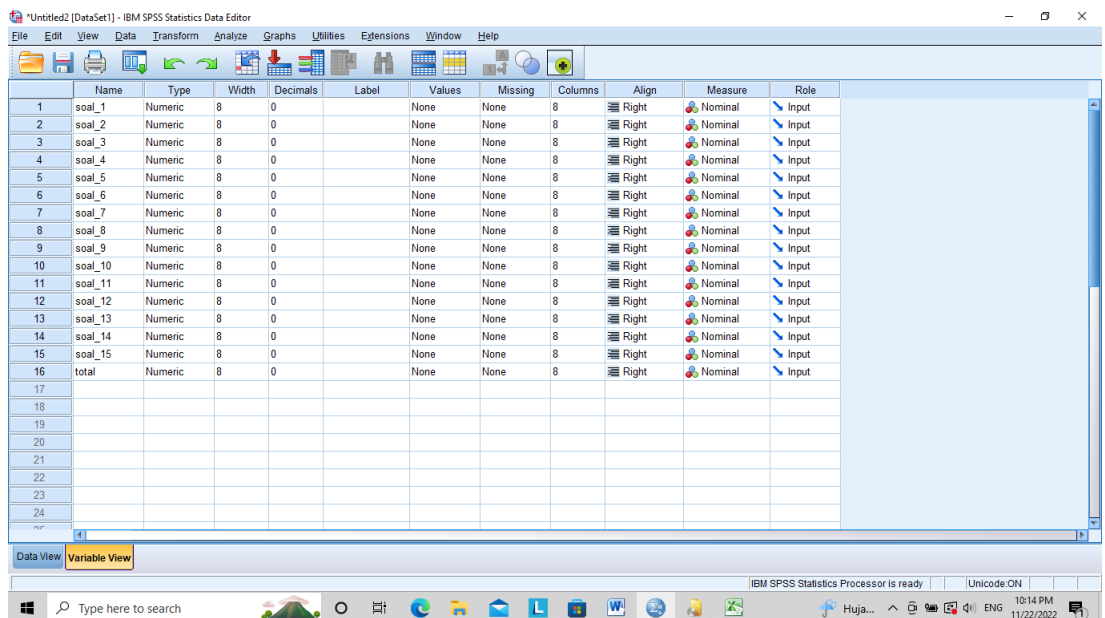 *Untitled2 [DataSet1] - IBM SPSS Statistics Data Editor
File Edit View Data Transform Analyze Graphs Utilities Extensions Window Help
Name Type Width Decimals Label Values Missing Columns Align Measure Role
1 soal_1 Numeric 8 0 None None 8 Right Nominal Input
2 soal_2 Numeric 8 0 None None 8 Right Nominal Input
3 soal_3 Numeric 8 0 None None 8 Right Nominal Input
4 soal_4 Numeric 8 0 None None 8 Right Nominal Input
5 soal_5 Numeric 8 0 None None 8 Right Nominal Input
6 soal_6 Numeric 8 0 None None 8 Right Nominal Input
7 soal_7 Numeric 8 0 None None 8 Right Nominal Input
8 soal_8 Numeric 8 0 None None 8 Right Nominal Input
9 soal_9 Numeric 8 0 None None 8 Right Nominal Input
10 soal_10 Numeric 8 0 None None 8 Right Nominal Input
11 soal_11 Numeric 8 0 None None 8 Right Nominal Input
12 soal_12 Numeric 8 0 None None 8 Right Nominal Input
13 soal_13 Numeric 8 0 None None 8 Right Nominal Input
14 soal_14 Numeric 8 0 None None 8 Right Nominal Input
15 soal_15 Numeric 8 0 None None 8 Right Nominal Input
16 total Numeric 8 0 None None 8 Right Nominal Input
17
18
19
20
21
22
23
24
Data View Variable View
IBM SPSS Statistics Processor is ready Unicode:ON
Type here to search Huja... ENG 10:14 PM
11/22/2022